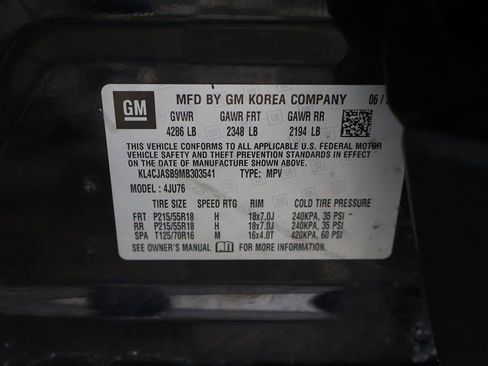 GM
MFD BY GM KOREA COMPANY 06 /
GVWR GAWR FRT GAWR RR
4286 LB 2348 LB 2194 LB
THIS VEHICLE CONFORMS TO ALL APPLICABLE U.S. FEDERAL MOTOR
VEHICLE SAFETY AND THEFT PREVENTION STANDARDS IN
EFFECT ON THE DATE OF MANUFACTURE SHOWN ABOVE.
KL4CJASB9MB303541 TYPE: MPV
MODEL : 4JU76
TIRE SIZE SPEED RTG RIM COLD TIRE PRESSURE
FRT P215/55R18 H 18x7.0J 240KPA, 35 PSI
RR P215/55R18 H 18x7.0J 240KPA, 35 PSI
SPA T125/70R16 M 16x4.0T 420KPA, 60 PSI
SEE OWNER'S MANUAL FOR MORE INFORMATION.